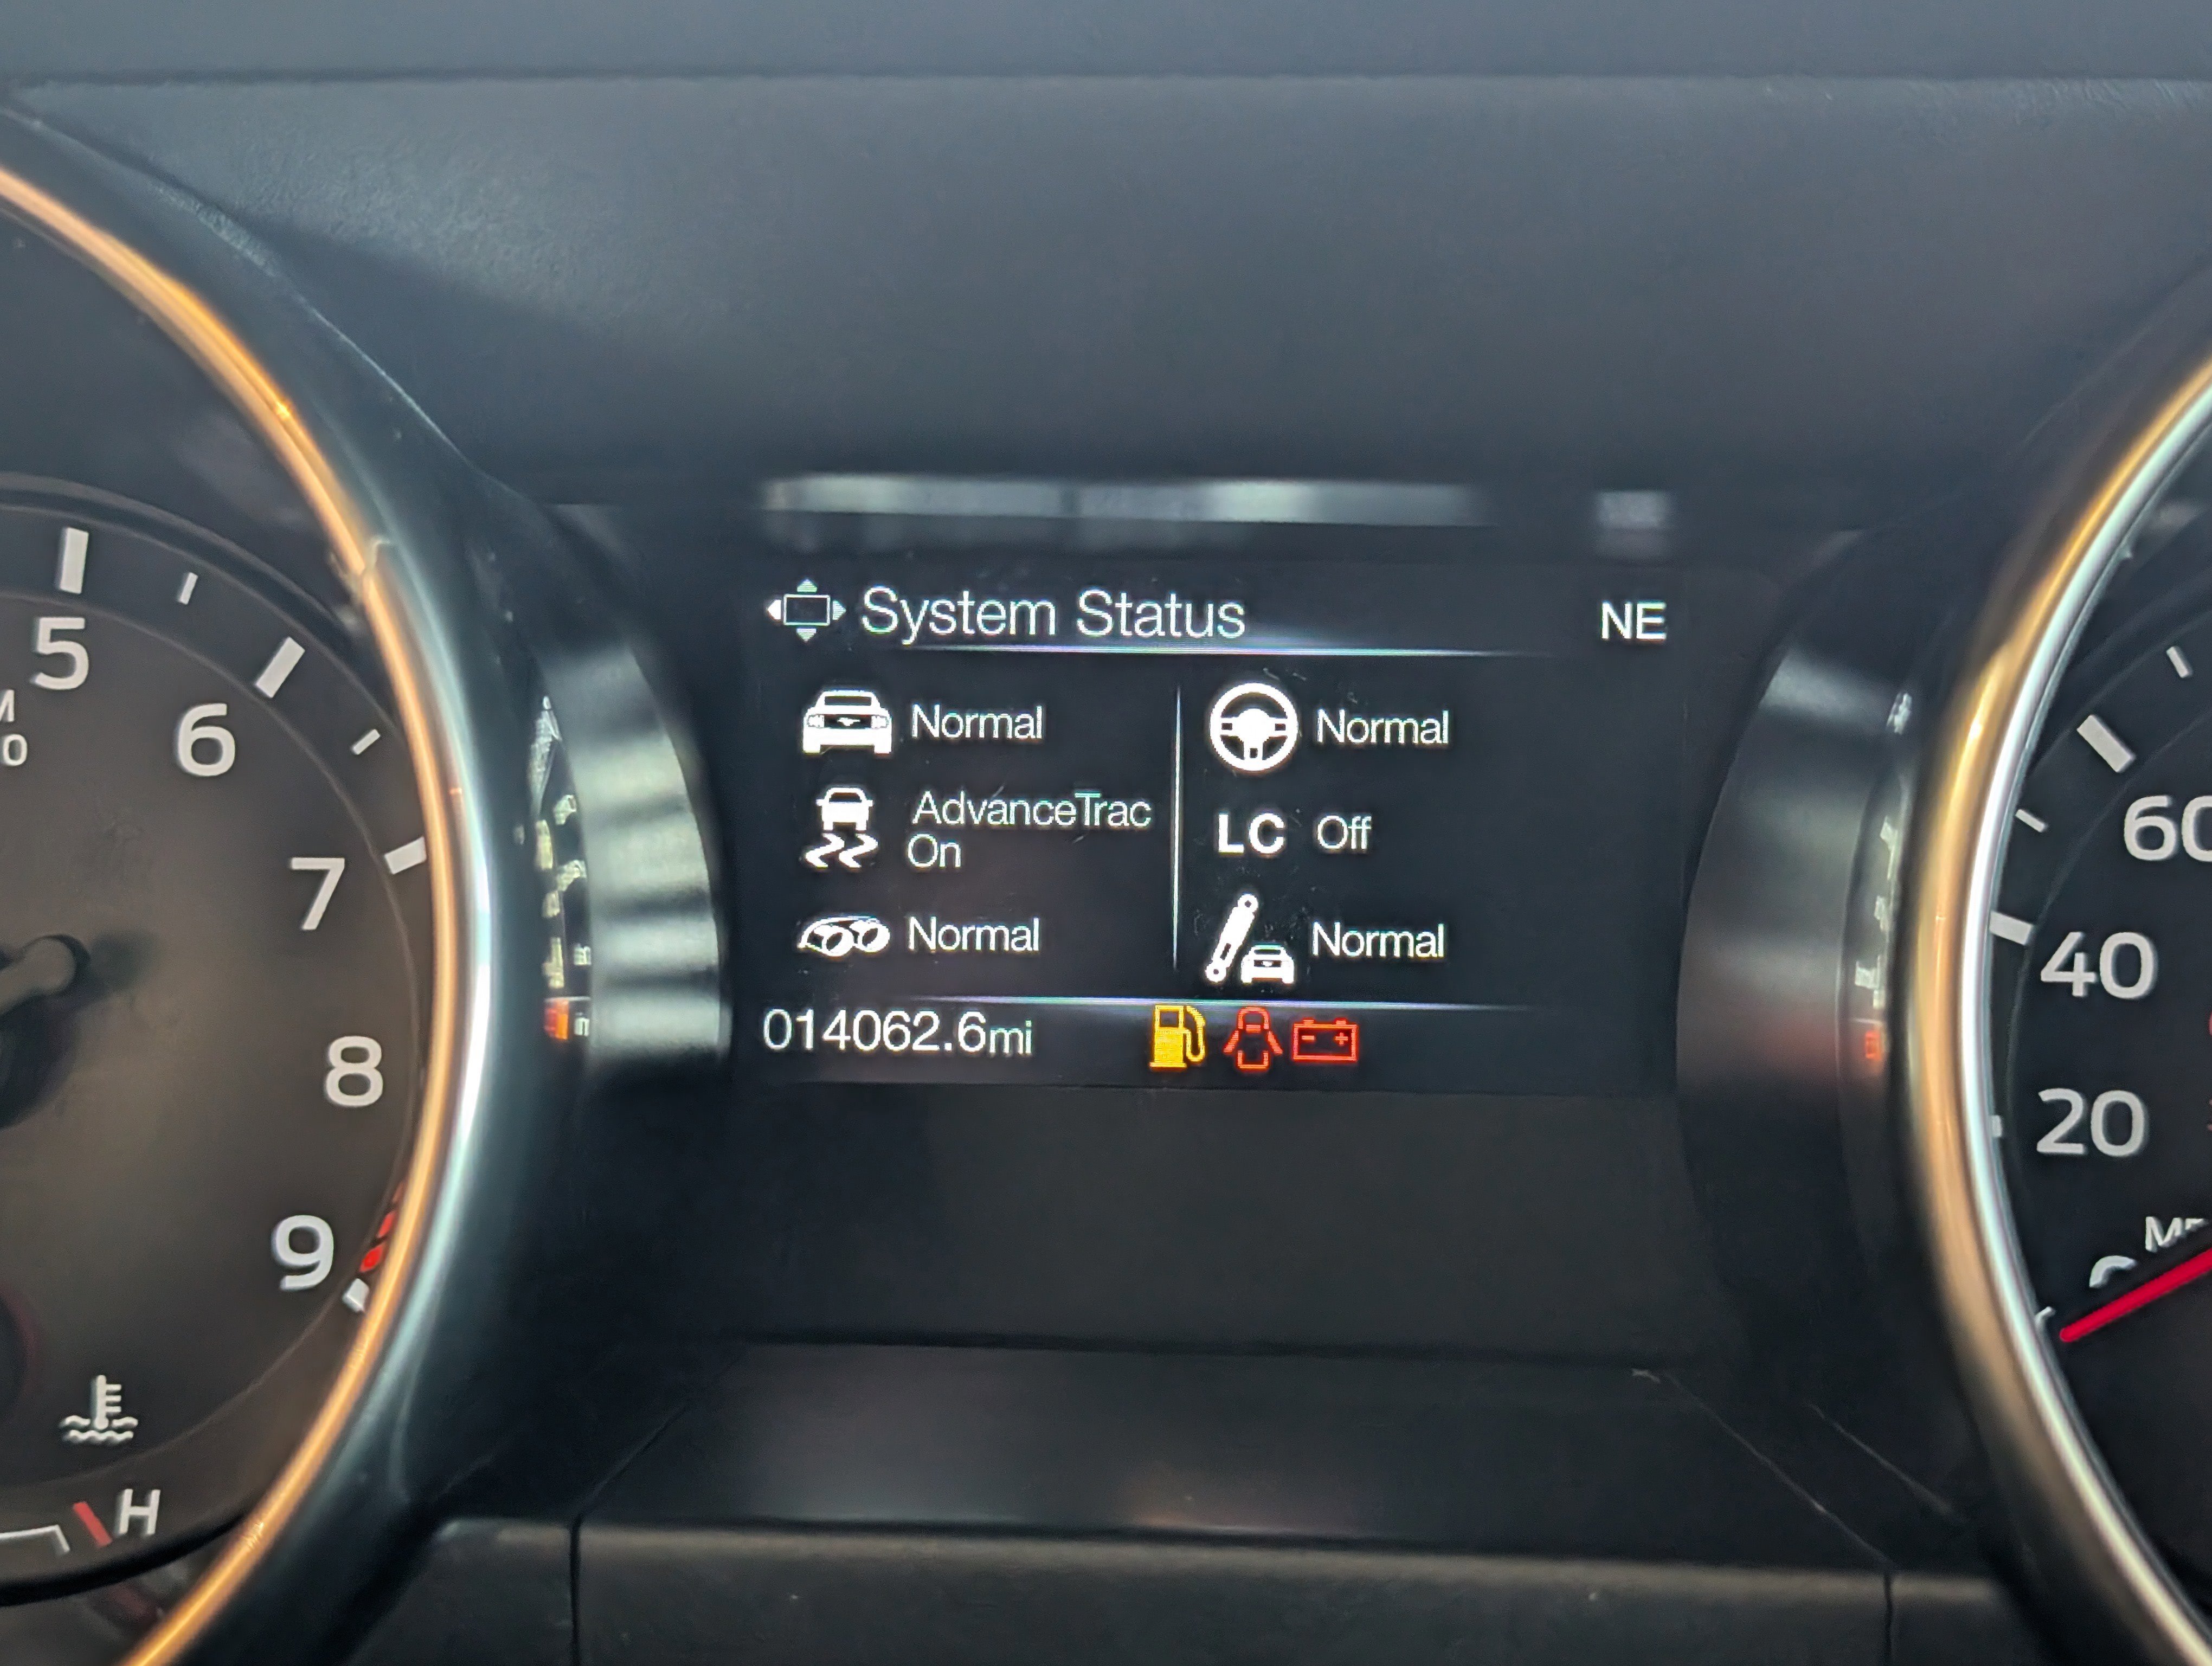 System Status
NE
Normal
Normal
AdvanceTrac
On
LC Off
Normal
Normal
014062.6mi
5
6
7
8
9
H
60
40
20